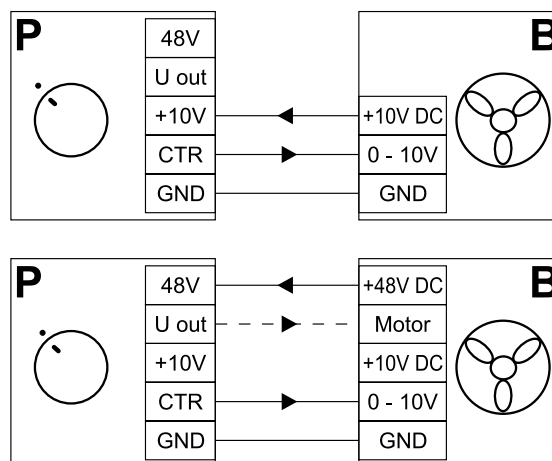 P
48V
U out
+10V
CTR
GND
B
+10V DC
0 - 10V
GND
P
48V
U out
+10V
CTR
GND
B
+48V DC
Motor
+10V DC
0 - 10V
GND